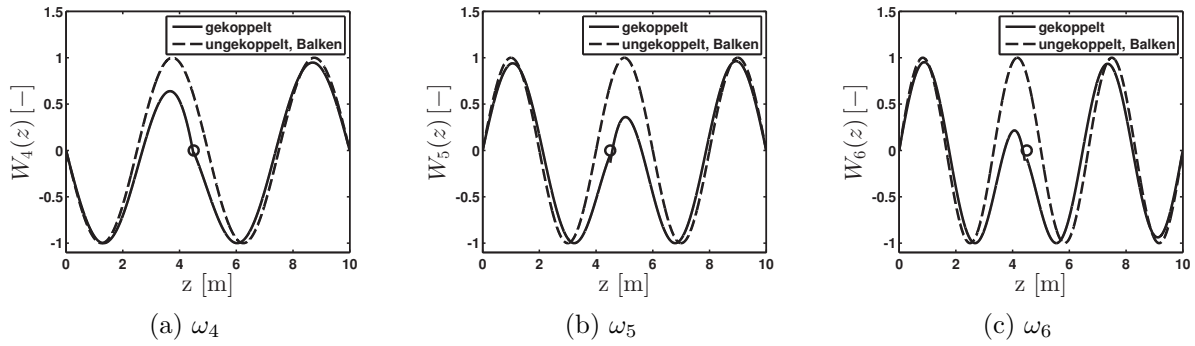 gekoppelt
ungekoppelt, Balken
W₄(z) [−]
1.5
1
0.5
0
-0.5
-1
0 2 4 6 8 10
z [m]
(a) ω₄
gekoppelt
ungekoppelt, Balken
W₅(z) [−]
1.5
1
0.5
0
-0.5
-1
0 2 4 6 8 10
z [m]
(b) ω₅
gekoppelt
ungekoppelt, Balken
W₆(z) [−]
1.5
1
0.5
0
-0.5
-1
0 2 4 6 8 10
z [m]
(c) ω₆